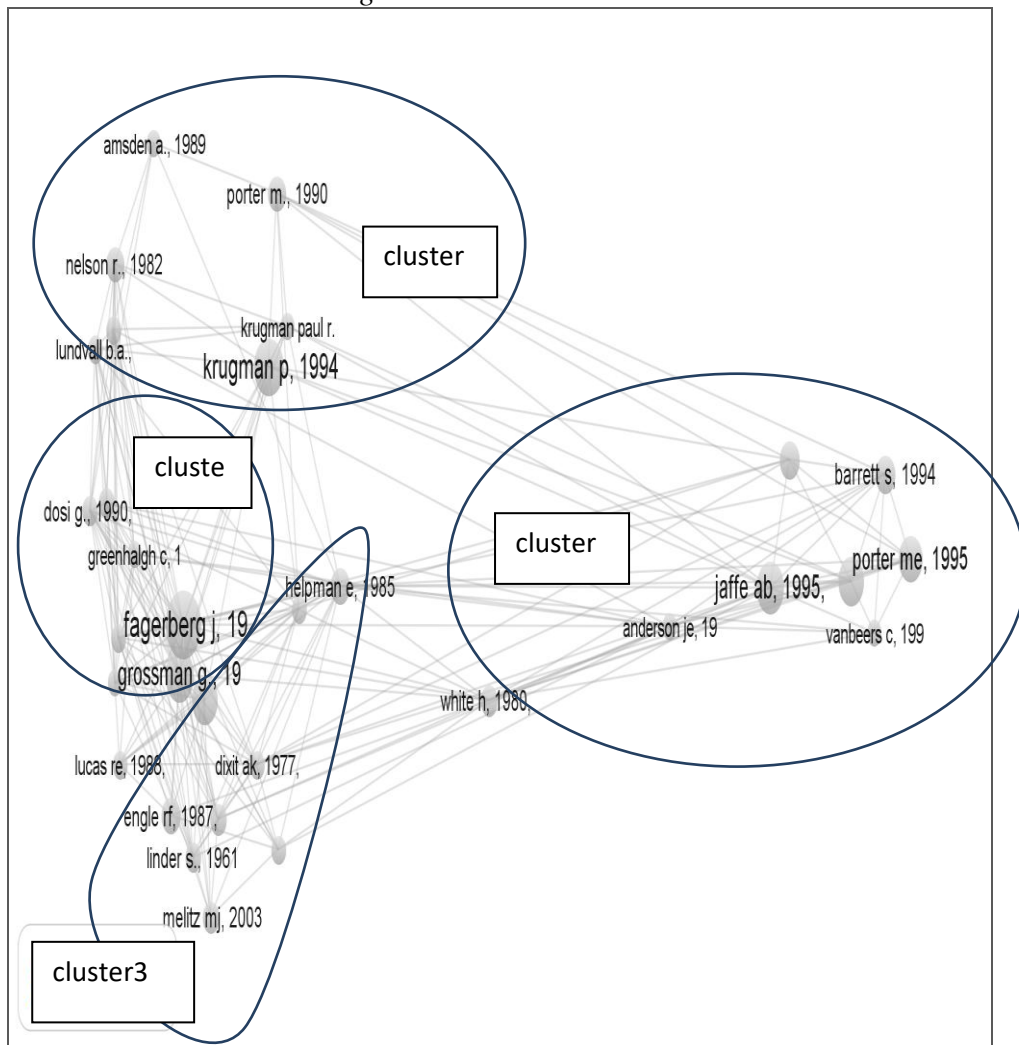 amsden a., 1989
porter m., 1990
cluster
nelson r., 1982
krugman paul r.
lundvall b.a.,
krugman p, 1994
cluste
barrett s, 1994
dosi g., 1990,
cluster
greenhalgh c, 1
porter me, 1995
helpman e, 1985
jaffe ab, 1995,
fagerberg j, 19
anderson je, 19
vanbeers c, 199
grossman g., 19
white h, 1980,
lucas re, 1988,
dixit ak, 1977,
engle rf, 1987,
linder s., 1961
melitz mj, 2003
cluster3